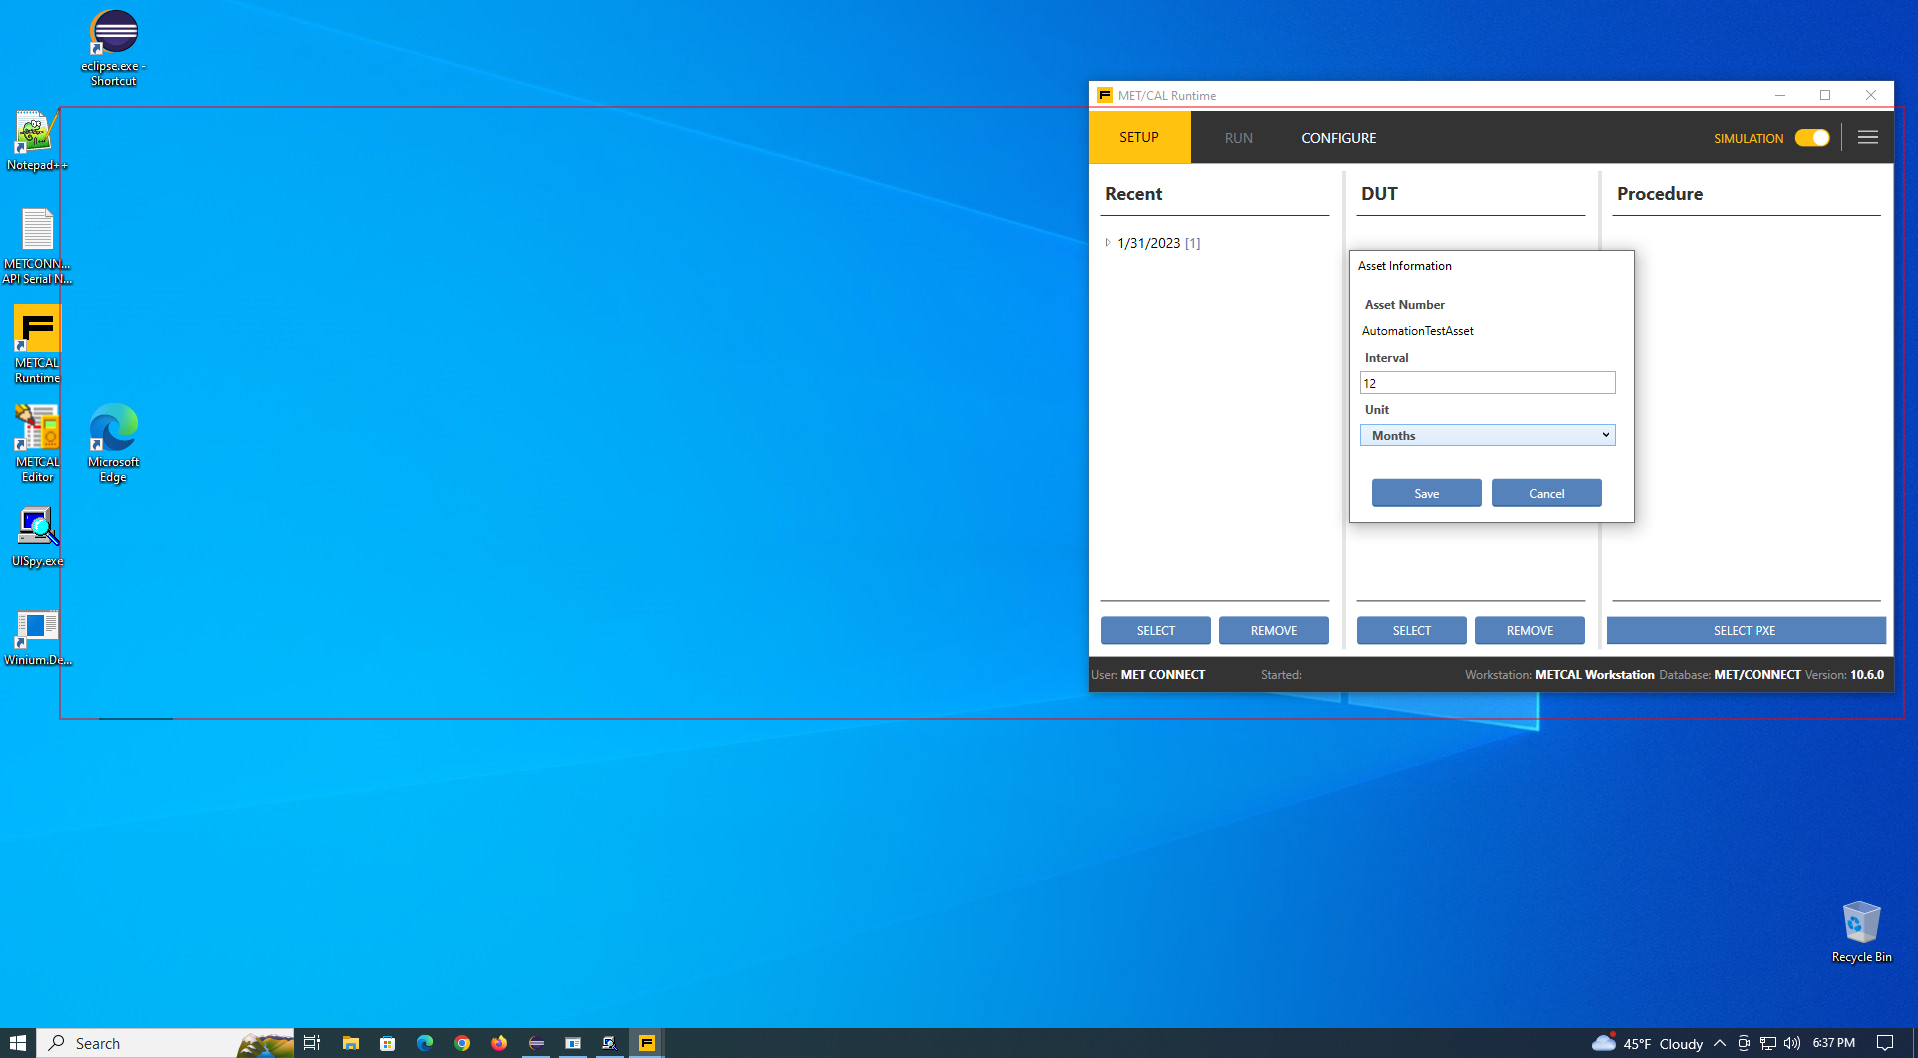 eclipse.exe -
Shortcut
Notepad++
METCONN...
API Serial N...
METCAL
Runtime
METCAL
Editor
Microsoft
Edge
UISpy.exe
Winium.De...
MET/CAL Runtime
SETUP
RUN
CONFIGURE
SIMULATION
Recent
DUT
Procedure
1/31/2023 [1]
Asset Information
Asset Number
AutomationTestAsset
Interval
12
Unit
Months
Save
Cancel
SELECT
REMOVE
SELECT
REMOVE
SELECT PXE
User: MET CONNECT
Started:
Workstation: METCAL Workstation Database: MET/CONNECT Version: 10.6.0
Recycle Bin
Search
45°F Cloudy
6:37 PM